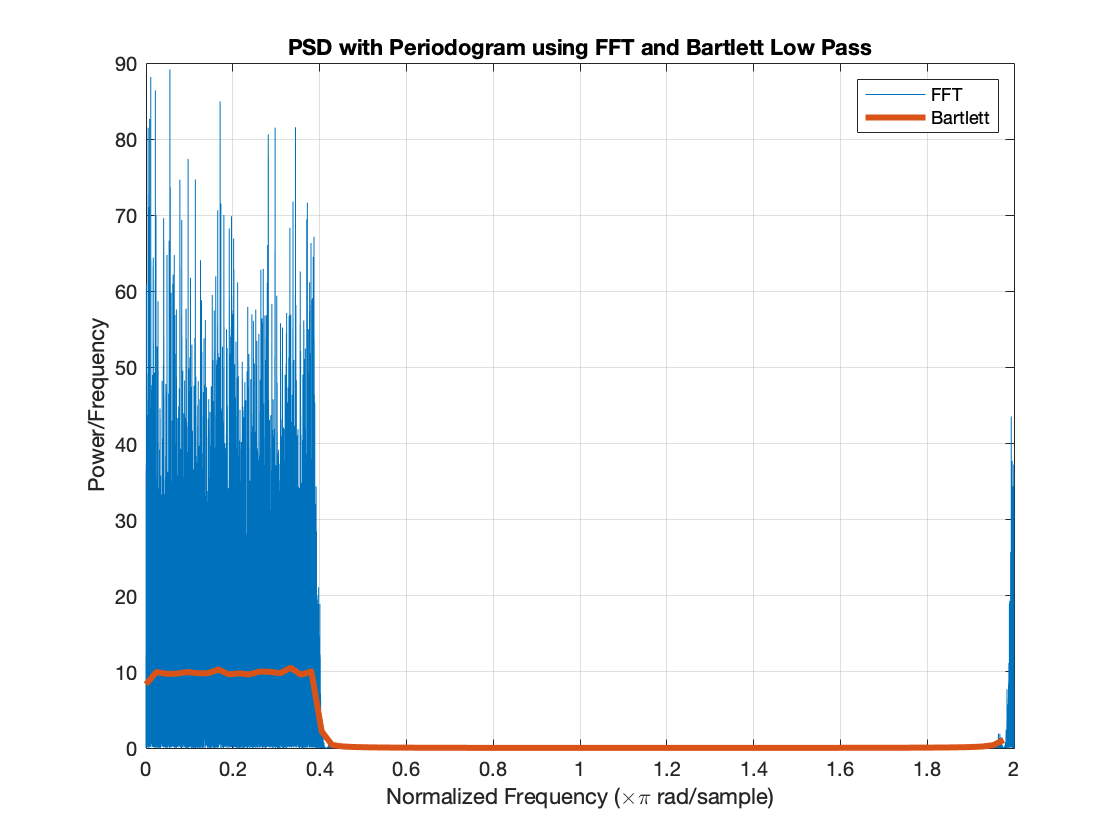 PSD with Periodogram using FFT and Bartlett Low Pass
FFT
Bartlett
Power/Frequency
90
80
70
60
50
40
30
20
10
0
0 0.2 0.4 0.6 0.8 1 1.2 1.4 1.6 1.8 2
Normalized Frequency (×π rad/sample)